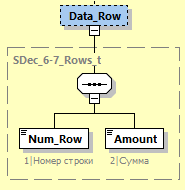 Data_Row
SDec_6-7_Rows_t
Num_Row
Amount
1|Номер строки
2|Сумма